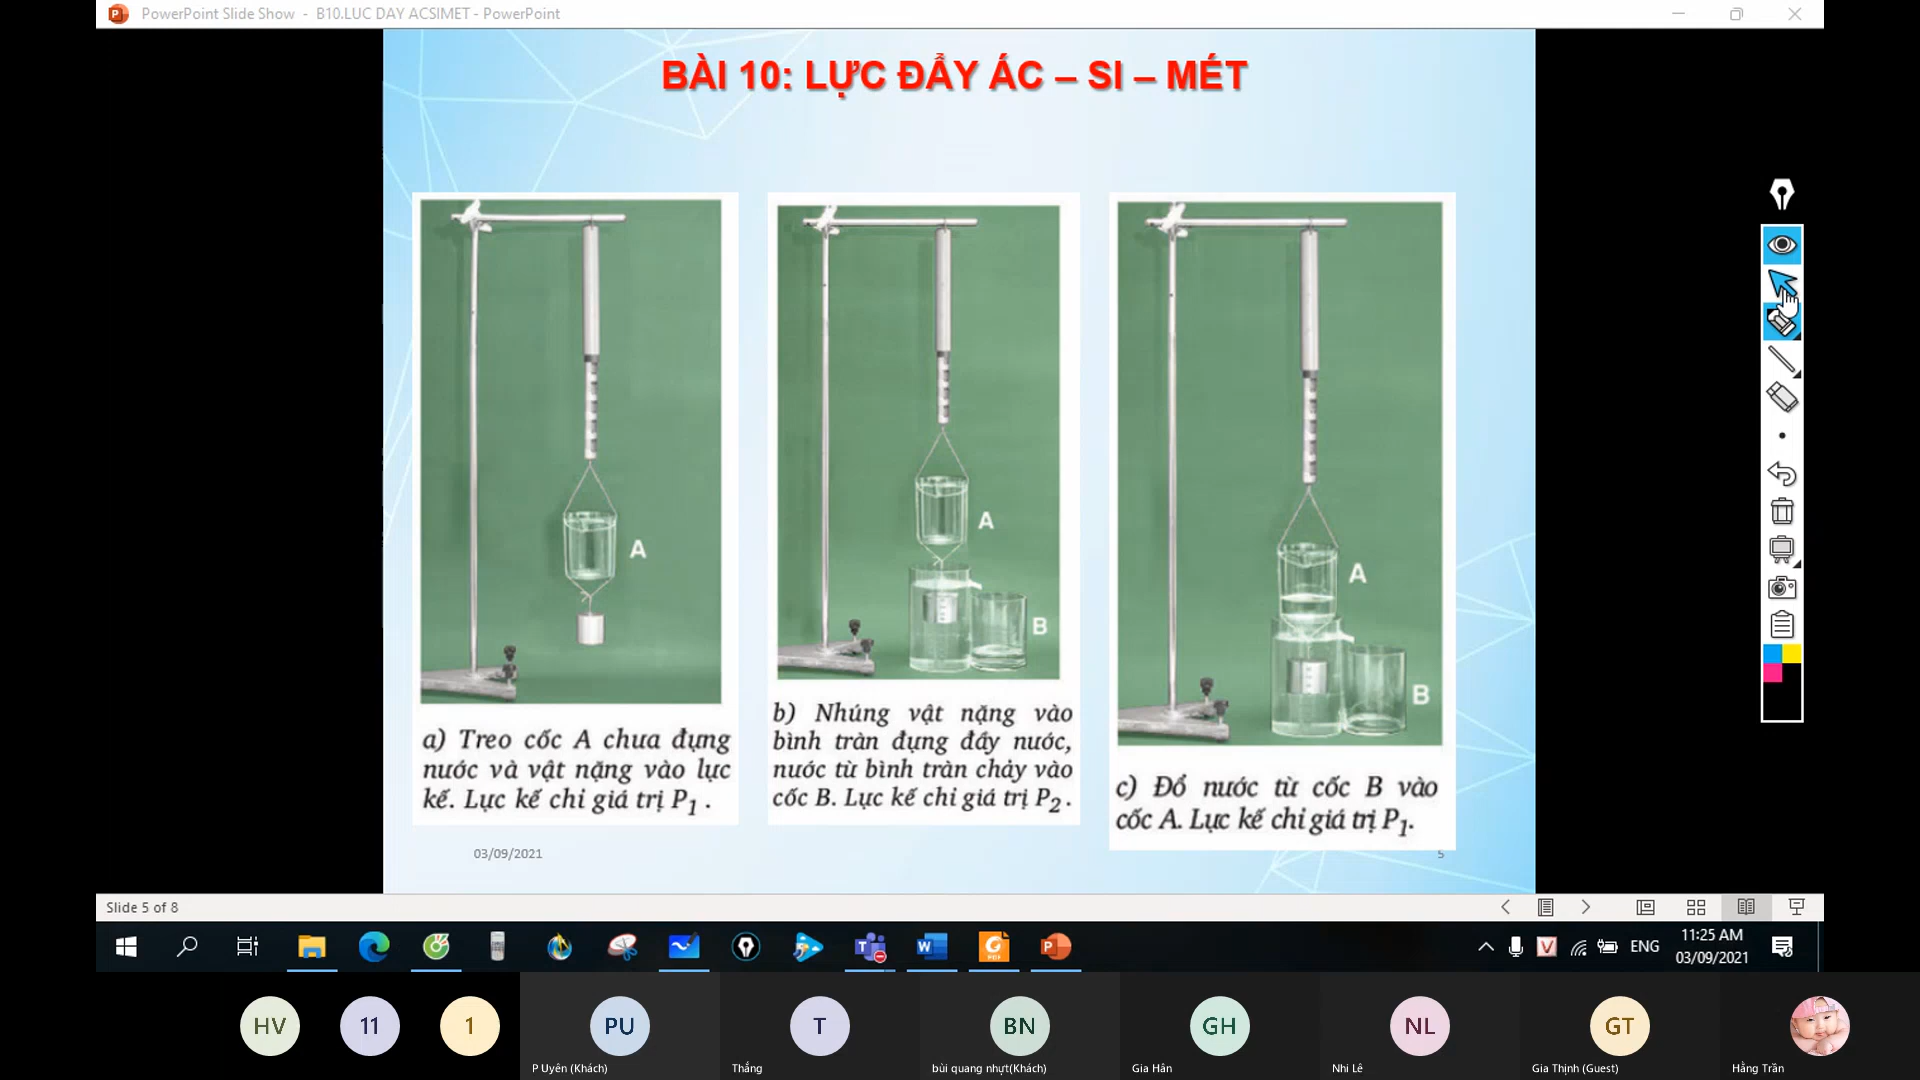 PowerPoint Slide Show - B10.LUC DAY ACSIMET - PowerPoint
BÀI 10: LỰC ĐẨY ÁC – SI – MÉT
A
A
B
A
B
a) Treo cốc A chưa đựng
nước và vật nặng vào lực
kế. Lực kế chỉ giá trị P1 .
b) Nhúng vật nặng vào
bình tràn đựng đầy nước,
nước từ bình tràn chảy vào
cốc B. Lực kế chỉ giá trị P2 .
c) Đổ nước từ cốc B vào
cốc A. Lực kế chỉ giá trị P1.
03/09/2021
5
Slide 5 of 8
ENG
11:25 AM
03/09/2021
HV
11
1
PU
T
BN
GH
NL
GT
P Uyên (Khách)
Thắng
bùi quang nhựt(Khách)
Gia Hân
Nhi Lê
Gia Thịnh (Guest)
Hằng Trần